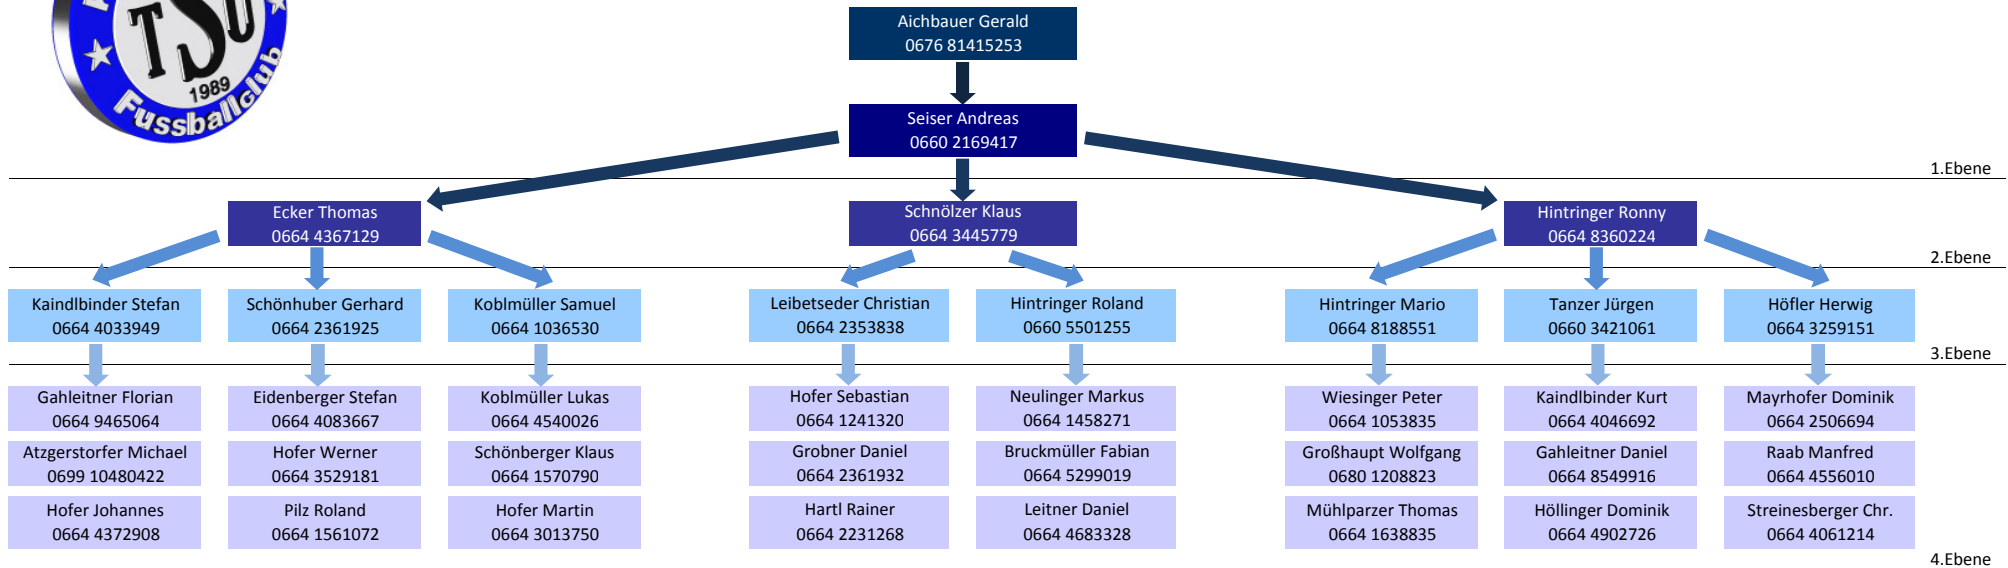 TSU
1989
Fussballclub
Aichbauer Gerald
0676 81415253
Seiser Andreas
0660 2169417
1.Ebene
Ecker Thomas
0664 4367129
Schnölzer Klaus
0664 3445779
Hintringer Ronny
0664 8360224
2.Ebene
Kaindlbinder Stefan
0664 4033949
Schönhuber Gerhard
0664 2361925
Koblmüller Samuel
0664 1036530
Leibetseder Christian
0664 2353838
Hintringer Roland
0660 5501255
Hintringer Mario
0664 8188551
Tanzer Jürgen
0660 3421061
Höfler Herwig
0664 3259151
3.Ebene
Gahleitner Florian
0664 9465064
Eidenberger Stefan
0664 4083667
Koblmüller Lukas
0664 4540026
Hofer Sebastian
0664 1241320
Neulinger Markus
0664 1458271
Wiesinger Peter
0664 1053835
Kaindlbinder Kurt
0664 4046692
Mayrhofer Dominik
0664 2506694
Atzgerstorfer Michael
0699 10480422
Hofer Werner
0664 3529181
Schönberger Klaus
0664 1570790
Grobner Daniel
0664 2361932
Bruckmüller Fabian
0664 5299019
Großhaupt Wolfgang
0680 1208823
Gahleitner Daniel
0664 8549916
Raab Manfred
0664 4556010
Hofer Johannes
0664 4372908
Pilz Roland
0664 1561072
Hofer Martin
0664 3013750
Hartl Rainer
0664 2231268
Leitner Daniel
0664 4683328
Mühlparzer Thomas
0664 1638835
Höllinger Dominik
0664 4902726
Streinesberger Chr.
0664 4061214
4.Ebene